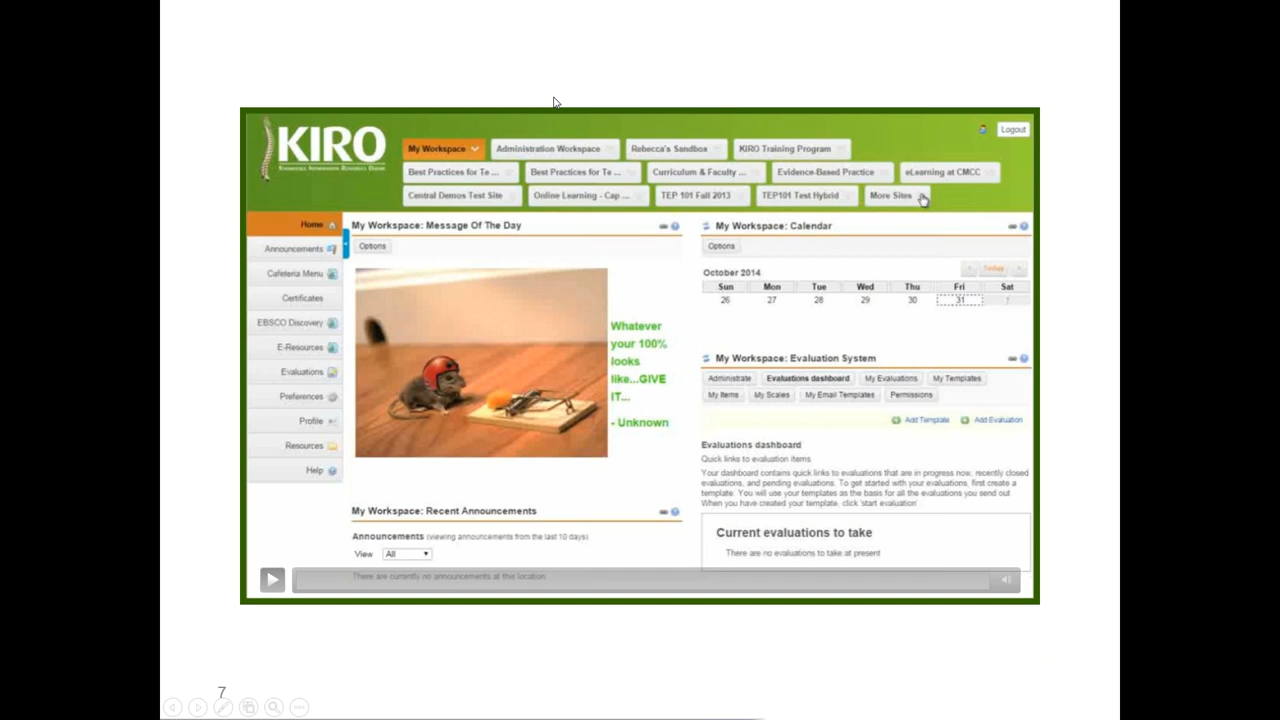 KIRO
Logout
My Workspace
Administration Workspace
Rebecca's Sandbox
KIRO Training Program
Best Practices for Te ...
Best Practices for Te ...
Curriculum & Faculty ...
Evidence-Based Practice
eLearning at CMCC
Central Demos Test Site
Online Learning - Cap ...
TEP 101 Fall 2013
TEP101 Test Hybrid
More Sites
Home
Announcements
Cafeteria Menu
Certificates
EBSCO Discovery
E-Resources
Evaluations
Preferences
Profile
Resources
Help
My Workspace: Message Of The Day
Options
Whatever
your 100%
looks
like...GIVE
IT...
- Unknown
My Workspace: Recent Announcements
Announcements (viewing announcements from the last 10 days)
View All
There are currently no announcements at this location
My Workspace: Calendar
Options
October 2014
Today
Sun Mon Tue Wed Thu Fri Sat
26 27 28 29 30 31 1
My Workspace: Evaluation System
Administrate Evaluations dashboard My Evaluations My Templates
My Items My Scales My Email Templates Permissions
Add Template Add Evaluation
Evaluations dashboard
Quick links to evaluation items
Your dashboard contains quick links to evaluations that are in progress now, recently closed
evaluations, and pending evaluations. To get started with your evaluations, first create a
template. You will use your templates as the basis for all the evaluations you send out
When you have created your template, click 'start evaluation'
Current evaluations to take
There are no evaluations to take at present
7